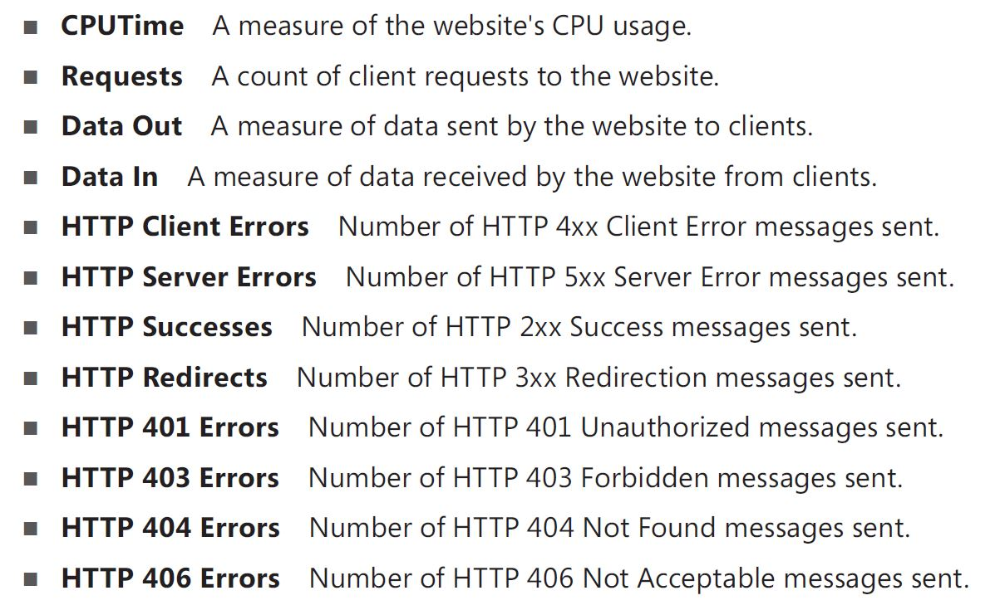 ■ CPUTime A measure of the website's CPU usage.
■ Requests A count of client requests to the website.
■ Data Out A measure of data sent by the website to clients.
■ Data In A measure of data received by the website from clients.
■ HTTP Client Errors Number of HTTP 4xx Client Error messages sent.
■ HTTP Server Errors Number of HTTP 5xx Server Error messages sent.
■ HTTP Successes Number of HTTP 2xx Success messages sent.
■ HTTP Redirects Number of HTTP 3xx Redirection messages sent.
■ HTTP 401 Errors Number of HTTP 401 Unauthorized messages sent.
■ HTTP 403 Errors Number of HTTP 403 Forbidden messages sent.
■ HTTP 404 Errors Number of HTTP 404 Not Found messages sent.
■ HTTP 406 Errors Number of HTTP 406 Not Acceptable messages sent.